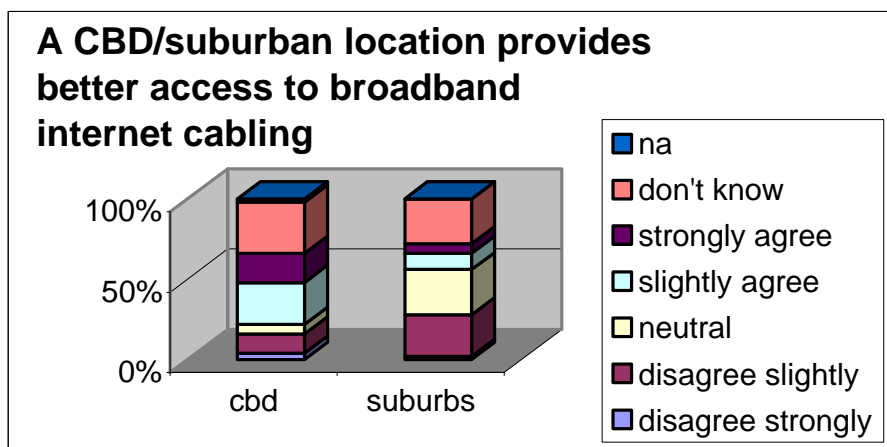 A CBD/suburban location provides
better access to broadband
internet cabling
100%
50%
0%
cbd
suburbs
na
don't know
strongly agree
slightly agree
neutral
disagree slightly
disagree strongly